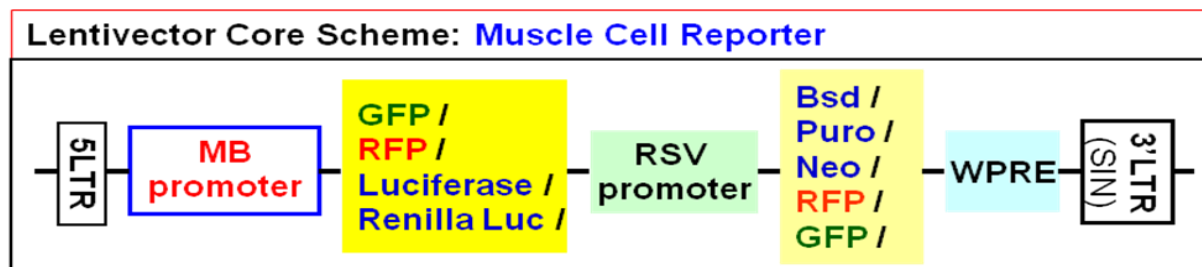 Lentivector Core Scheme: Muscle Cell Reporter
5LTR
MB
promoter
GFP /
RFP /
Luciferase /
Renilla Luc /
RSV
promoter
Bsd /
Puro /
Neo /
RFP /
GFP /
WPRE
3'LTR
(SIN)